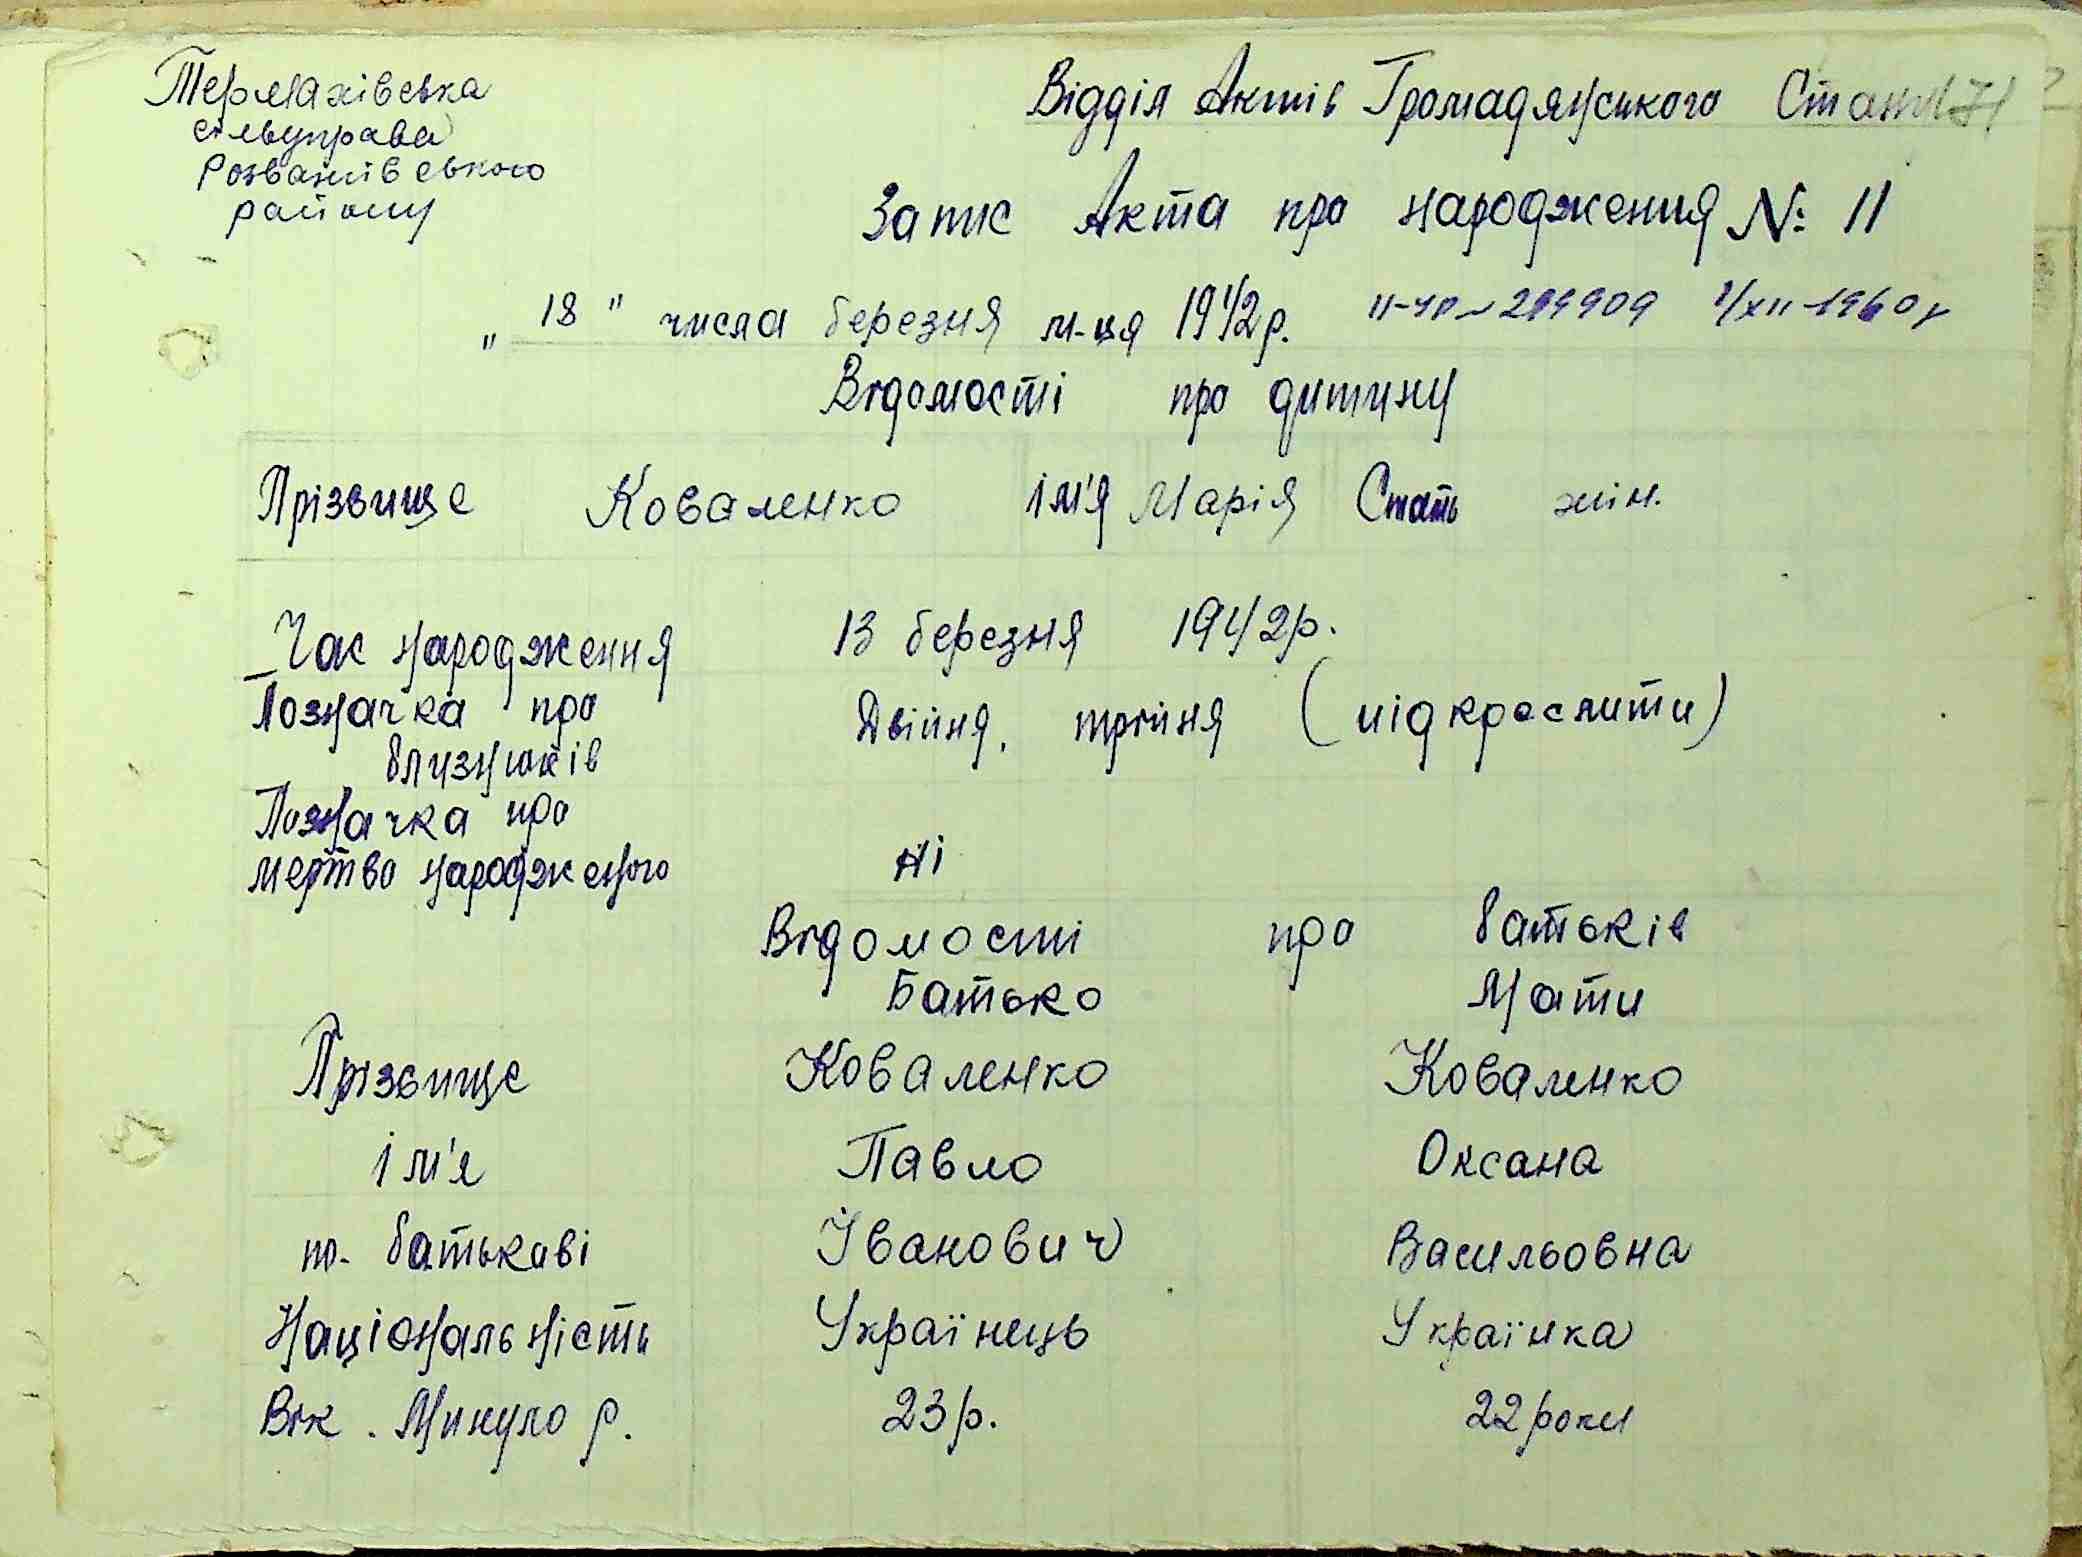 Термахівська
сільуправа
Розважівського
району
Відділ Актів Громадянського Стану
Запис Акта про народження № 11
„ 18 " числа березня м-ця 1942р. 1960р
Відомості про дитину
Прізвище Коваленко Ім'я Марія Стать жін.
Час народження 13 березня 1942р.
Позначка про Двійня, трійня (підкреслити)
близнюків
Позначка про
мертво народженого ні
Відомості про батьків
Батько Мати
Прізвище Коваленко Коваленко
Ім'я Павло Оксана
по-батькові Іванович Васильовна
Національність Українець Українка
Вік. Минуло р. 23р. 22роки